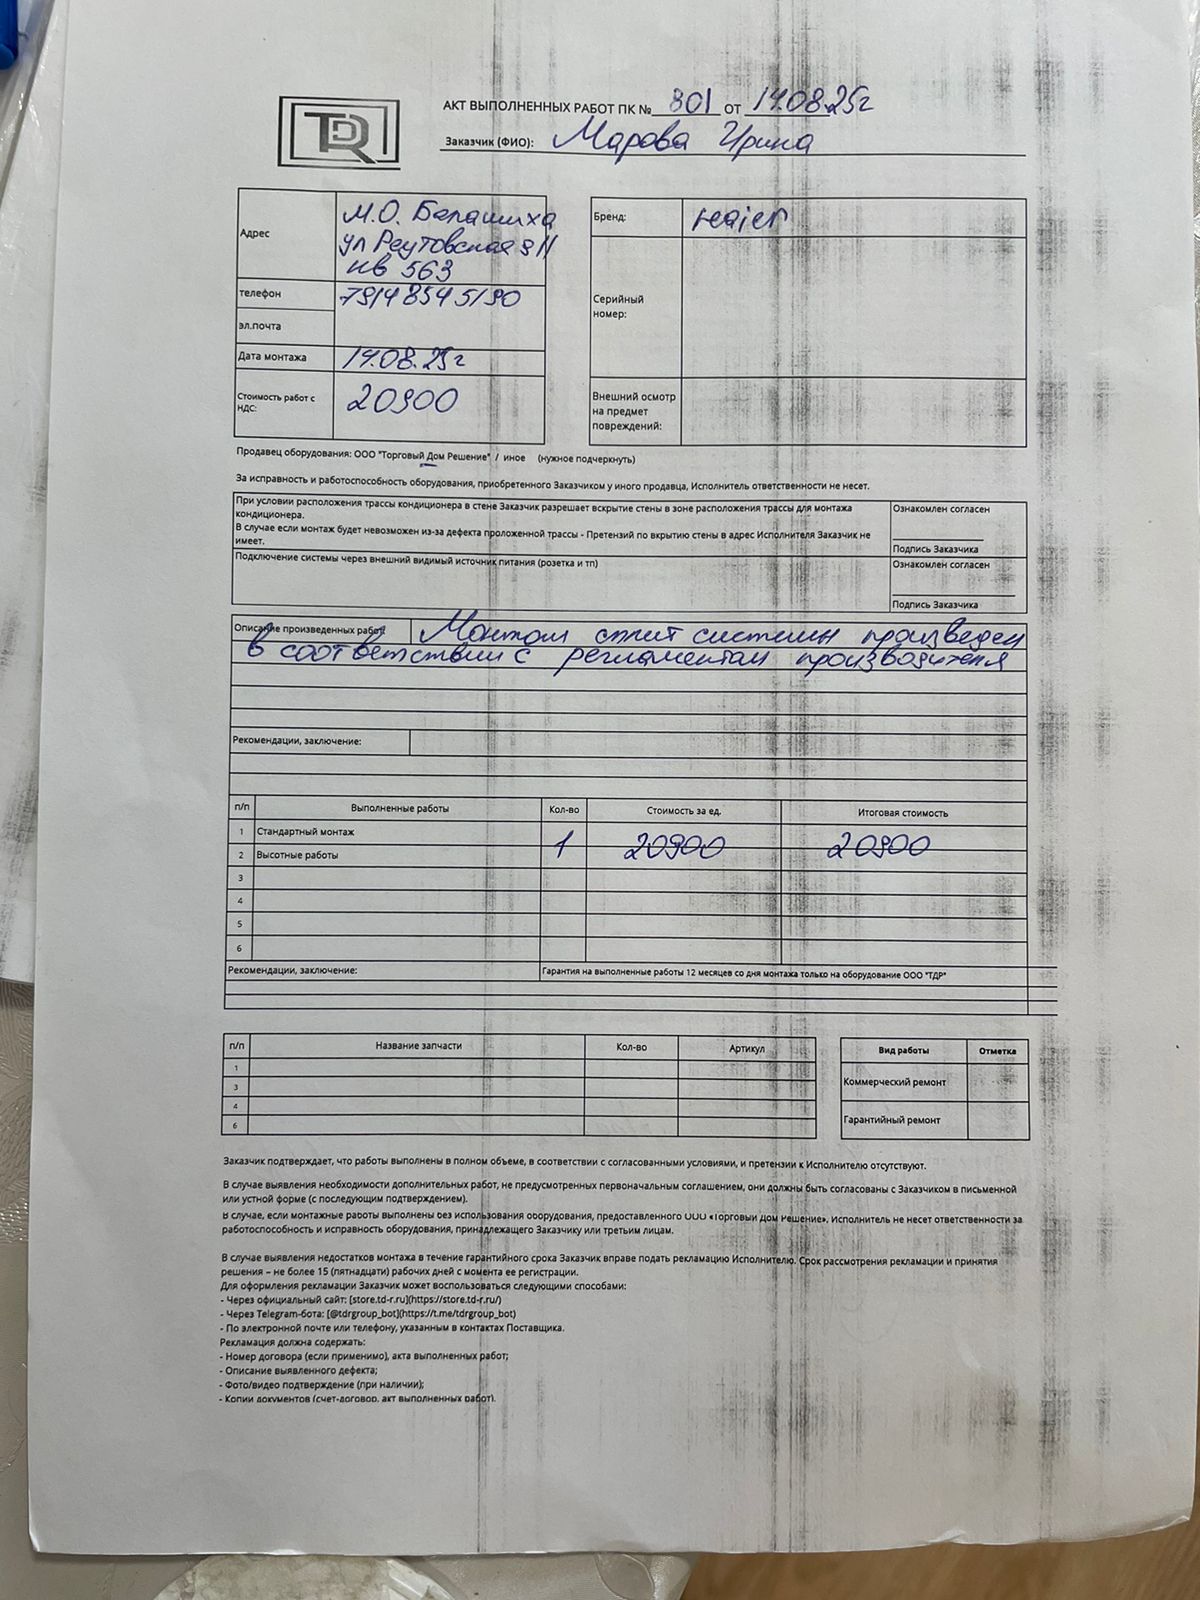 TDR
АКТ ВЫПОЛНЕННЫХ РАБОТ ПК № 801 от 14.08.25г
Заказчик (ФИО): Марова Ирина
Адрес
М.О. Балашиха
ул Реутовская
кв 563
телефон 79148545190
эл.почта
Дата монтажа 14.08.25г
Стоимость работ с
НДС:
20900
Бренд: Haier
Серийный
номер:
Внешний осмотр
на предмет
повреждений:
Продавец оборудования: ООО "Торговый Дом Решение" / иное (нужное подчеркнуть)
За исправность и работоспособность оборудования, приобретенного Заказчиком у иного продавца, Исполнитель ответственности не несет.
При условии расположения трассы кондиционера в стене Заказчик разрешает вскрытие стены в зоне расположения трассы для монтажа
кондиционера.
В случае если монтаж будет невозможен из-за дефекта проложенной трассы - Претензий по вкрытию стены в адрес Исполнителя Заказчик не
имеет.
Ознакомлен согласен
Подпись Заказчика
Подключение системы через внешний видимый источник питания (розетка и тп)
Ознакомлен согласен
Подпись Заказчика
Описание произведенных работ: Монтаж сплит системы произведен
в соответствии с регламентом производителя
Рекомендации, заключение:
п/п Выполненные работы Кол-во Стоимость за ед. Итоговая стоимость
1 Стандартный монтаж
2 Высотные работы 1 20900 20900
3
4
5
6
Рекомендации, заключение: Гарантия на выполненные работы 12 месяцев со дня монтажа только на оборудование ООО "ТДР"
п/п Название запчасти Кол-во Артикул
1
3
4
6
Вид работы Отметка
Коммерческий ремонт
Гарантийный ремонт
Заказчик подтверждает, что работы выполнены в полном объеме, в соответствии с согласованными условиями, и претензии к Исполнителю отсутствуют.
В случае выявления необходимости дополнительных работ, не предусмотренных первоначальным соглашением, они должны быть согласованы с Заказчиком в письменной
или устной форме (с последующим подтверждением).
В случае, если монтажные работы выполнены без использования оборудования, предоставленного ООО «Торговый Дом Решение», Исполнитель не несет ответственности за
работоспособность и исправность оборудования, принадлежащего Заказчику или третьим лицам.
В случае выявления недостатков монтажа в течение гарантийного срока Заказчик вправе подать рекламацию Исполнителю. Срок рассмотрения рекламации и принятия
решения – не более 15 (пятнадцати) рабочих дней с момента ее регистрации.
Для оформления рекламации Заказчик может воспользоваться следующими способами:
- Через официальный сайт: [store.td-r.ru](https://store.td-r.ru/)
- Через Telegram-бота: [@tdrgroup_bot](https://t.me/tdrgroup_bot)
- По электронной почте или телефону, указанным в контактах Поставщика.
Рекламация должна содержать:
- Номер договора (если применимо), акта выполненных работ;
- Описание выявленного дефекта;
- Фото/видео подтверждение (при наличии);
- Копии документов (счет-договор, акт выполненных работ).